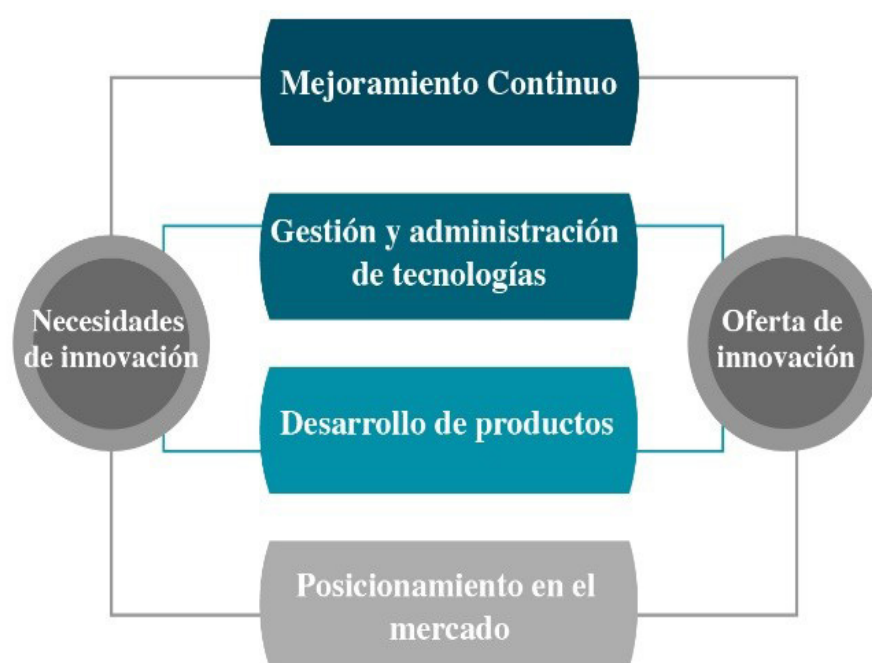 Mejoramiento Continuo
Gestión y administración
de tecnologías
Necesidades
de innovación
Oferta de
innovación
Desarrollo de productos
Posicionamiento en el
mercado